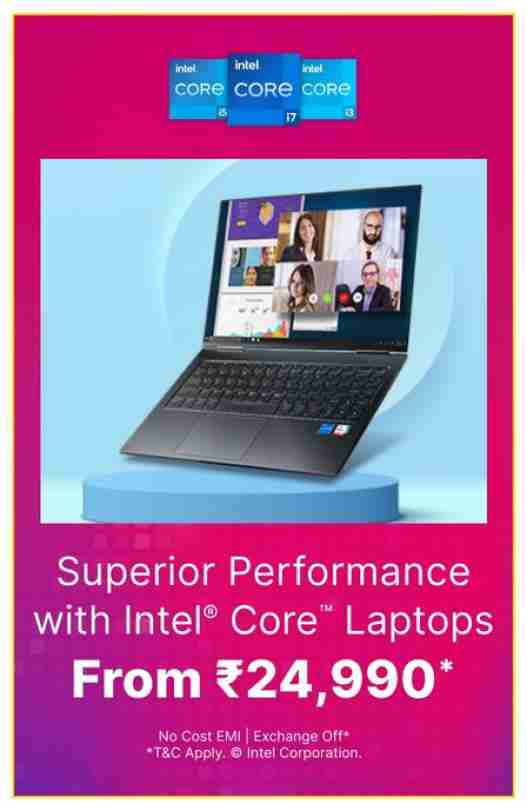 intel intel intel
CORE CORE CORE
i5 i7 i3
Superior Performance
with Intel® Core™ Laptops
From ₹24,990*
No Cost EMI | Exchange Off*
*T&C Apply. © Intel Corporation.